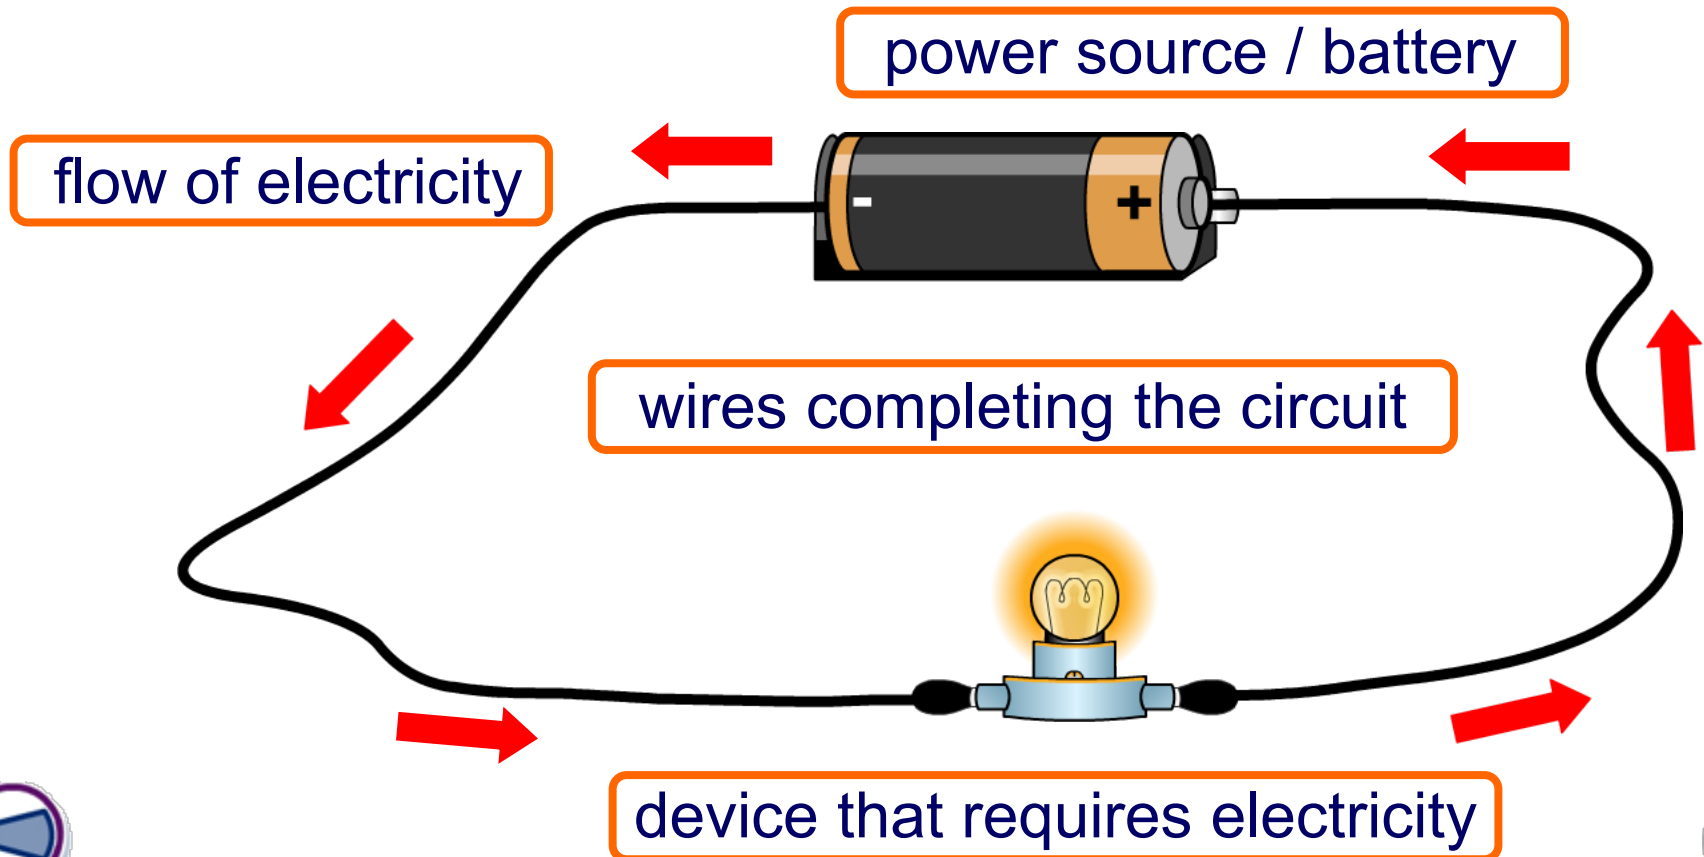 power source / battery
flow of electricity
- +
wires completing the circuit
device that requires electricity